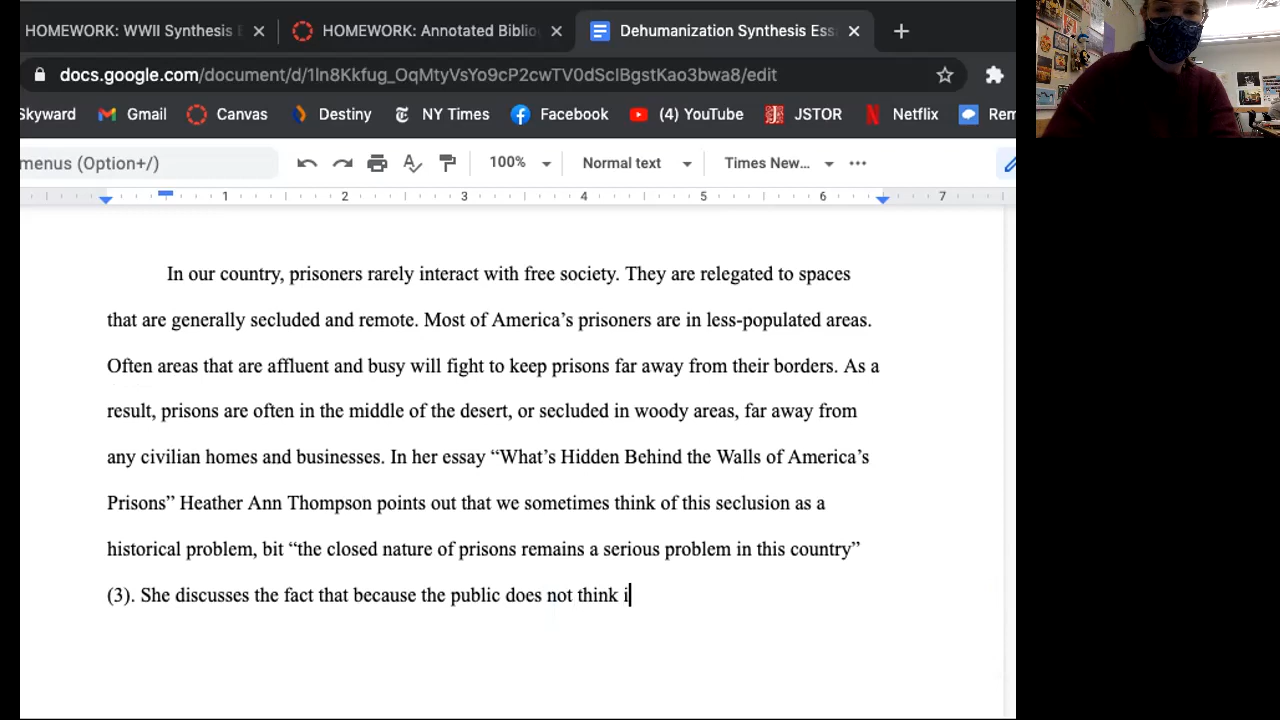 HOMEWORK: WWII Synthesis E HOMEWORK: Annotated Biblio Dehumanization Synthesis Ess
docs.google.com/document/d/1ln8Kkfug_OqMtyVsYo9cP2cwTV0dSclBgstKao3bwa8/edit
Skyward Gmail Canvas Destiny NY Times Facebook (4) YouTube JSTOR Netflix Rem
menus (Option+/) 100% Normal text Times New...
1 2 3 4 5 6 7
In our country, prisoners rarely interact with free society. They are relegated to spaces
that are generally secluded and remote. Most of America’s prisoners are in less-populated areas.
Often areas that are affluent and busy will fight to keep prisons far away from their borders. As a
result, prisons are often in the middle of the desert, or secluded in woody areas, far away from
any civilian homes and businesses. In her essay “What’s Hidden Behind the Walls of America’s
Prisons” Heather Ann Thompson points out that we sometimes think of this seclusion as a
historical problem, bit “the closed nature of prisons remains a serious problem in this country”
(3). She discusses the fact that because the public does not think i